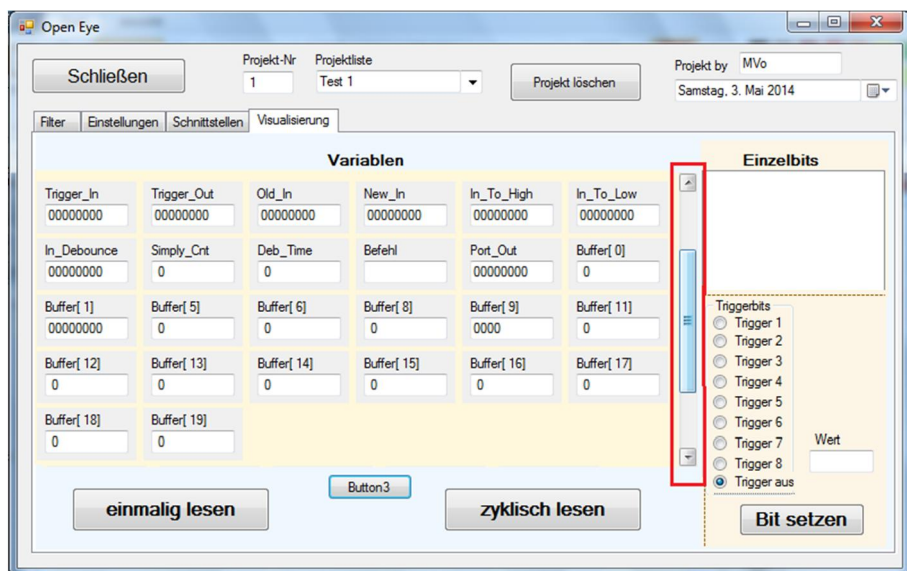 Open Eye
Schließen
Projekt-Nr
1
Projektliste
Test 1
Projekt löschen
Projekt by
MVo
Samstag, 3. Mai 2014
Filter Einstellungen Schnittstellen Visualisierung
Variablen
Trigger_In Trigger_Out Old_In New_In In_To_High In_To_Low
00000000 00000000 00000000 00000000 00000000 00000000
In_Debounce Simply_Cnt Deb_Time Befehl Port_Out Buffer[ 0]
00000000 0 0 00000000 0
Buffer[ 1] Buffer[ 5] Buffer[ 6] Buffer[ 8] Buffer[ 9] Buffer[ 11]
00000000 0 0 0 0000 0
Buffer[ 12] Buffer[ 13] Buffer[ 14] Buffer[ 15] Buffer[ 16] Buffer[ 17]
0 0 0 0 0 0
Buffer[ 18] Buffer[ 19]
0 0
einmalig lesen
Button3
zyklisch lesen
Einzelbits
Triggerbits
Trigger 1
Trigger 2
Trigger 3
Trigger 4
Trigger 5
Trigger 6
Trigger 7
Trigger 8
Trigger aus
Wert
Bit setzen